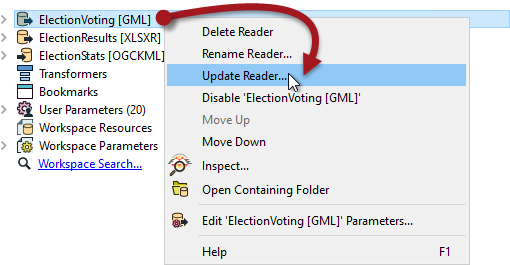 ElectionVoting [GML]
ElectionResults [XLSXR]
ElectionStats [OGCKML]
Transformers
Bookmarks
User Parameters (20)
Workspace Resources
Workspace Parameters
Workspace Search...
Delete Reader
Rename Reader...
Update Reader...
Disable 'ElectionVoting [GML]'
Move Up
Move Down
Inspect...
Open Containing Folder
Edit 'ElectionVoting [GML]' Parameters...
Help F1